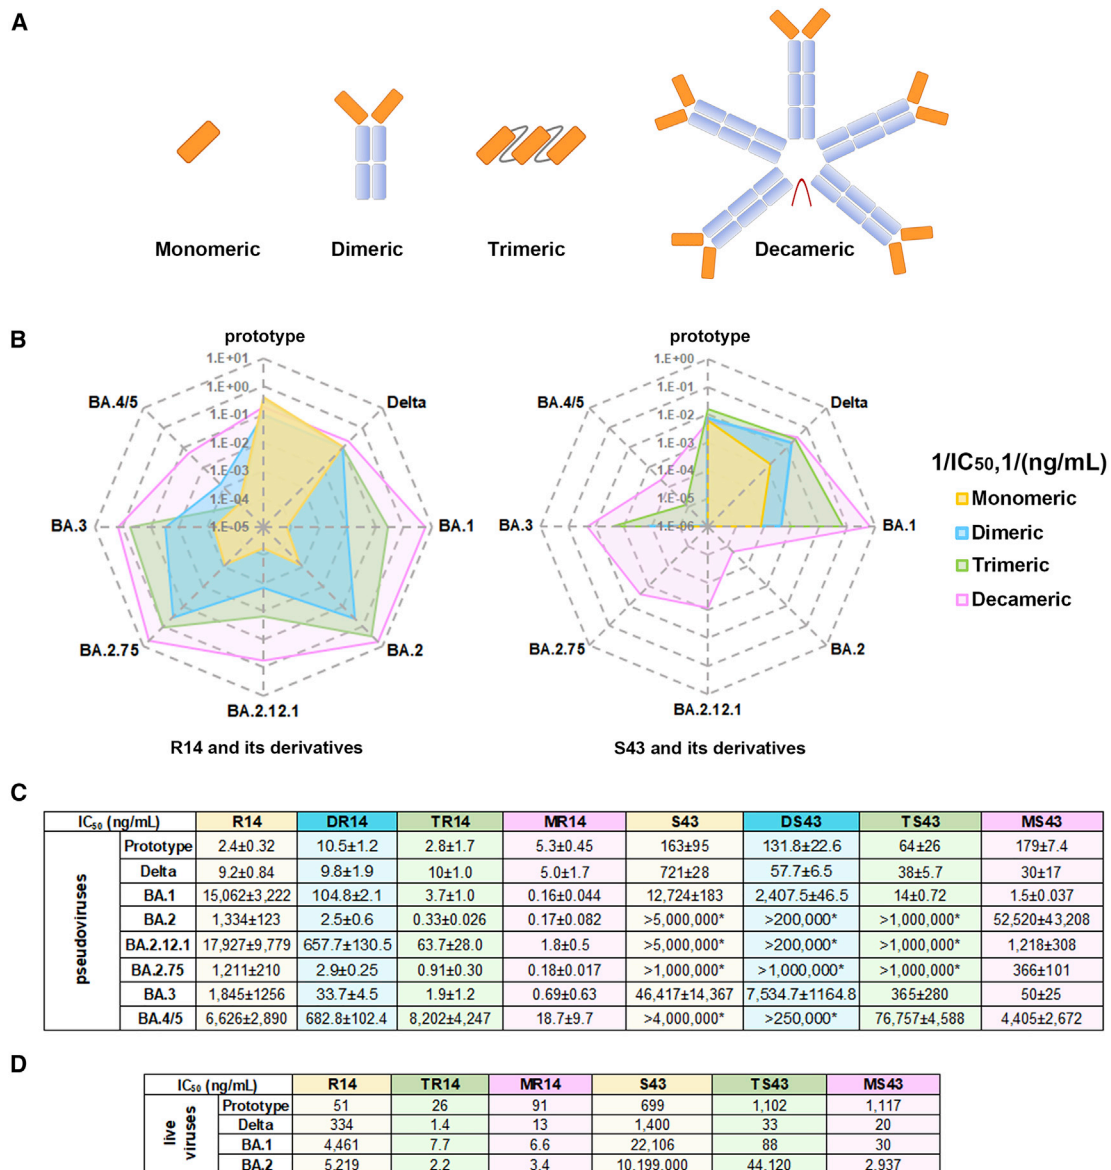 A
Monomeric
Dimeric
Trimeric
Decameric
B
prototype
1.E+01
1.E+00
1.E-01
1.E-02
1.E-03
1.E-04
1.E-05
Delta
BA.1
BA.2
BA.2.12.1
BA.2.75
BA.3
BA.4/5
R14 and its derivatives
prototype
1.E+00
1.E-01
1.E-02
1.E-03
1.E-04
1.E-05
1.E-06
Delta
BA.1
BA.2
BA.2.12.1
BA.2.75
BA.3
BA.4/5
S43 and its derivatives
1/IC50,1/(ng/mL)
Monomeric
Dimeric
Trimeric
Decameric
C
IC50 (ng/mL) R14 DR14 TR14 MR14 S43 DS43 TS43 MS43
pseudoviruses
Prototype 2.4±0.32 10.5±1.2 2.8±1.7 5.3±0.45 163±95 131.8±22.6 64±26 179±7.4
Delta 9.2±0.84 9.8±1.9 10±1.0 5.0±1.7 721±28 57.7±6.5 38±5.7 30±17
BA.1 15,062±3,222 104.8±2.1 3.7±1.0 0.16±0.044 12,724±183 2,407.5±46.5 14±0.72 1.5±0.037
BA.2 1,334±123 2.5±0.6 0.33±0.026 0.17±0.082 >5,000,000* >200,000* >1,000,000* 52,520±43,208
BA.2.12.1 17,927±9,779 657.7±130.5 63.7±28.0 1.8±0.5 >5,000,000* >200,000* >1,000,000* 1,218±308
BA.2.75 1,211±210 2.9±0.25 0.91±0.30 0.18±0.017 >1,000,000* >1,000,000* >1,000,000* 366±101
BA.3 1,845±1256 33.7±4.5 1.9±1.2 0.69±0.63 46,417±14,367 7,534.7±1164.8 365±280 50±25
BA.4/5 6,626±2,890 682.8±102.4 8,202±4,247 18.7±9.7 >4,000,000* >250,000* 76,757±4,588 4,405±2,672
D
IC50 (ng/mL) R14 TR14 MR14 S43 TS43 MS43
live viruses
Prototype 51 26 91 699 1,102 1,117
Delta 334 1.4 13 1,400 33 20
BA.1 4,461 7.7 6.6 22,106 88 30
BA.2 5,219 2.2 3.4 10,199,000 44,120 2,937